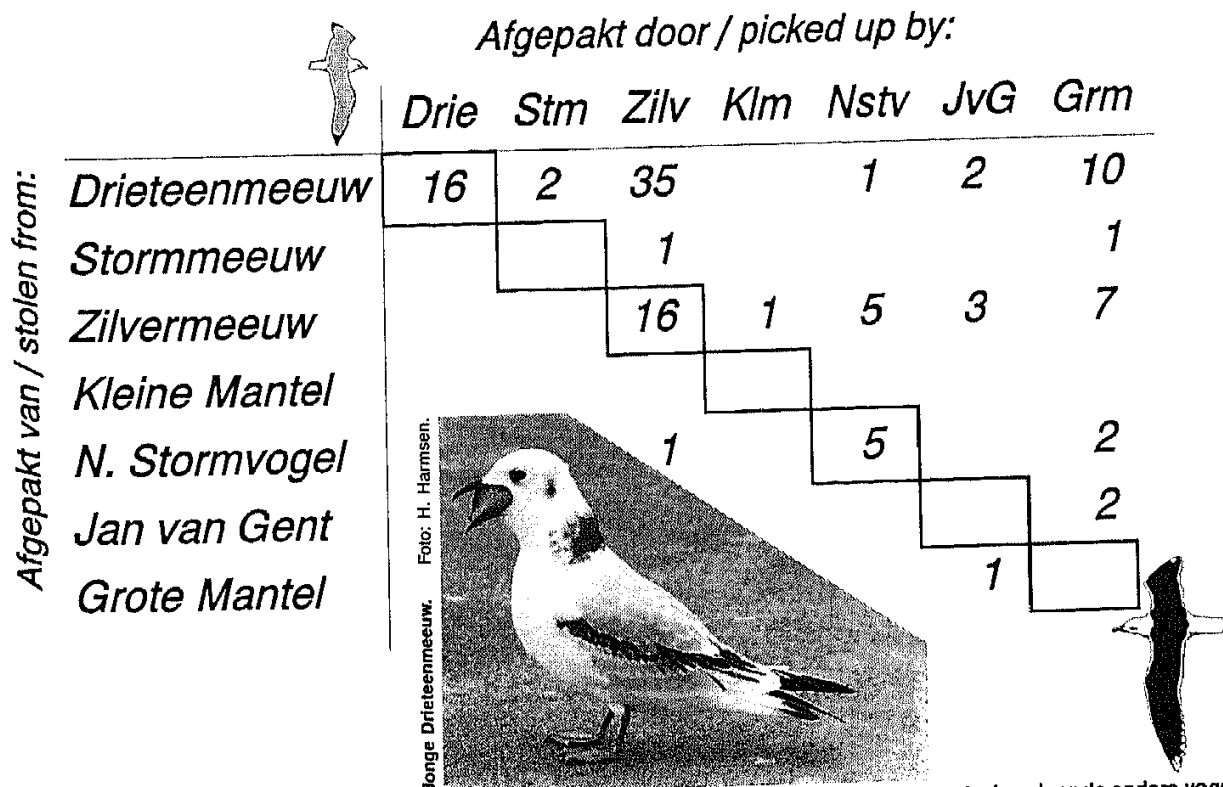 Afgepakt door / picked up by:
Drie Stm Zilv Klm Nstv JvG Grm
Afgepakt van / stolen from:
Drieteenmeeuw 16 2 35 1 2 10
Stormmeeuw 1 1
Zilvermeeuw 16 1 5 3 7
Kleine Mantel
N. Stormvogel 1 5 2
Jan van Gent 2
Grote Mantel 1
Jonge Drieteenmeeuw. Foto: H. Harmsen.